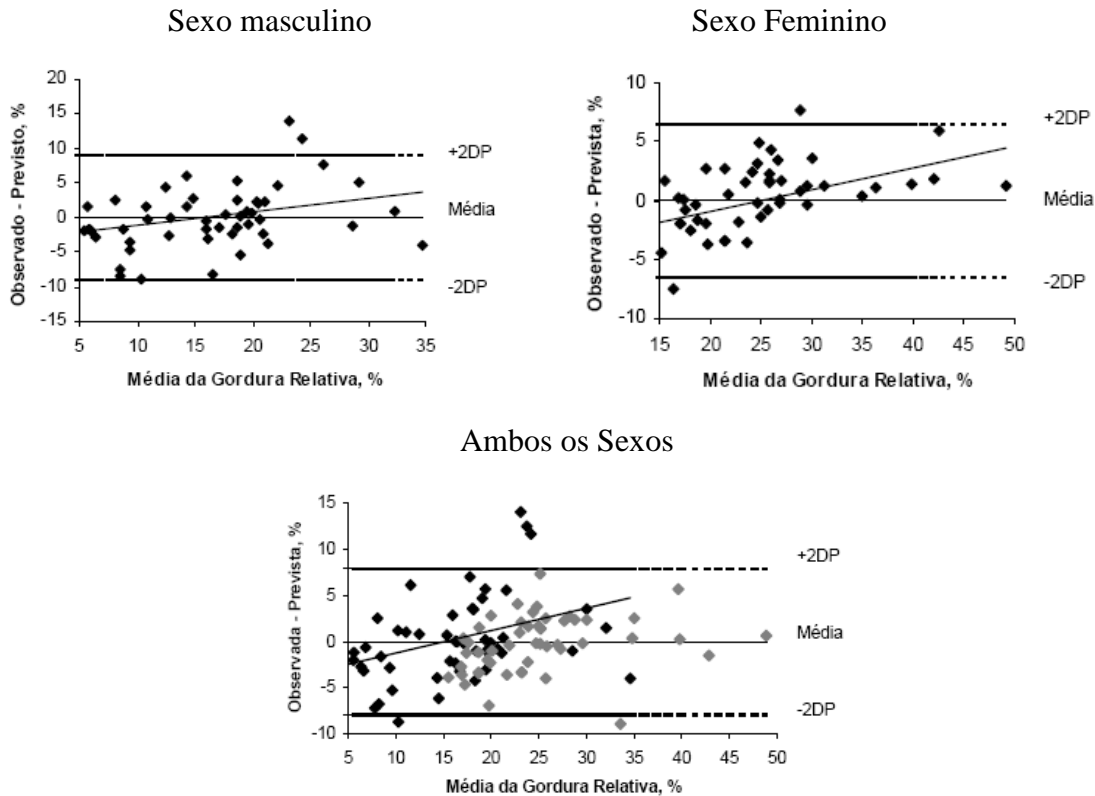 Sexo masculino
Sexo Feminino
Observado - Previsto, %
20
15
10
5
0
-5
-10
-15
5 10 15 20 25 30 35
Média da Gordura Relativa, %
+2DP
Média
-2DP
Observado - Prevista, %
10
5
0
-5
-10
15 20 25 30 35 40 45 50
Média da Gordura Relativa, %
+2DP
Média
-2DP
Ambos os Sexos
Observada - Prevista, %
15
10
5
0
-5
-10
5 10 15 20 25 30 35 40 45 50
Média da Gordura Relativa, %
+2DP
Média
-2DP